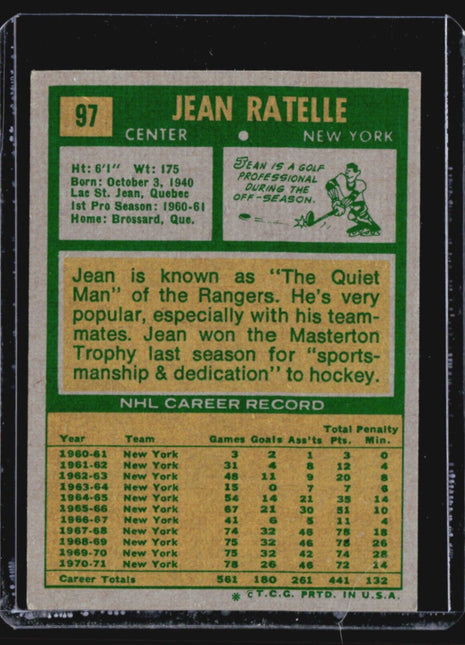 97
JEAN RATELLE
CENTER • NEW YORK
Ht: 6'1" Wt: 175
Born: October 3, 1940
Lac St. Jean, Quebec
1st Pro Season: 1960-61
Home: Brossard, Que.
JEAN IS A GOLF
PROFESSIONAL
DURING THE
OFF-SEASON.
Jean is known as "The Quiet
Man" of the Rangers. He's very
popular, especially with his team-
mates. Jean won the Masterton
Trophy last season for "sports-
manship & dedication" to hockey.
NHL CAREER RECORD
Total Penalty
Year Team Games Goals Ass'ts Pts. Min.
1960-61 New York 3 2 1 3 0
1961-62 New York 31 4 8 12 4
1962-63 New York 48 11 9 20 8
1963-64 New York 15 0 7 7 6
1964-65 New York 54 14 21 35 14
1965-66 New York 67 21 30 51 10
1966-67 New York 41 6 5 11 4
1967-68 New York 74 32 46 78 18
1968-69 New York 75 32 46 78 26
1969-70 New York 75 32 42 74 28
1970-71 New York 78 26 46 72 14
Career Totals 561 180 261 441 132
* ©T.C.G. PRTD. IN U.S.A.